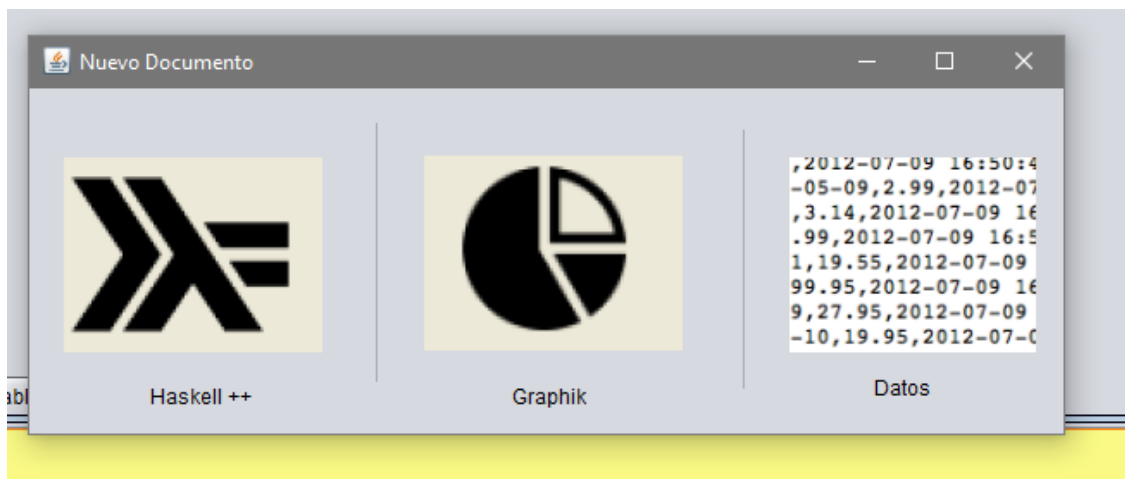 Nuevo Documento
,2012-07-09 16:50:4
-05-09,2.99,2012-07
,3.14,2012-07-09 16
.99,2012-07-09 16:5
1,19.55,2012-07-09
99.95,2012-07-09 16
9,27.95,2012-07-09
-10,19.95,2012-07-0
Haskell ++
Graphik
Datos
abl